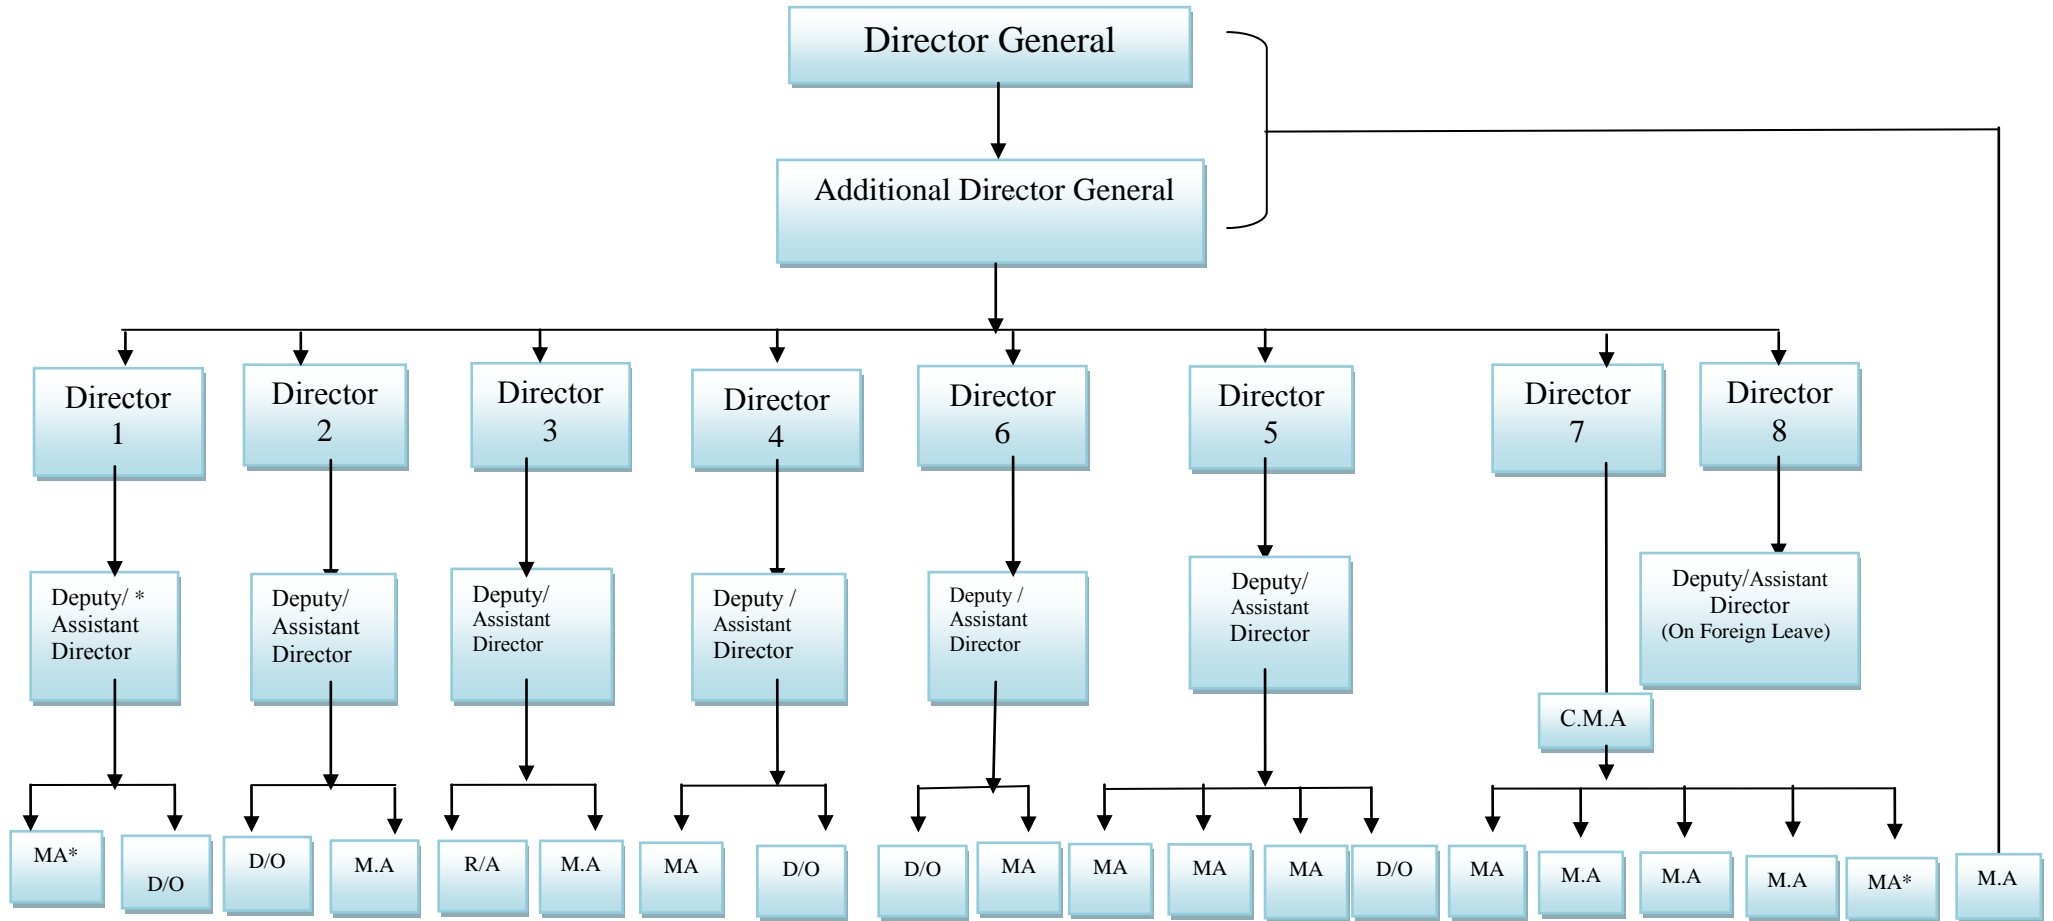 Director General
Additional Director General
Director
1
Director
2
Director
3
Director
4
Director
6
Director
5
Director
7
Director
8
Deputy/ *
Assistant
Director
Deputy/
Assistant
Director
Deputy/
Assistant
Director
Deputy /
Assistant
Director
Deputy /
Assistant
Director
Deputy/
Assistant
Director
Deputy/Assistant
Director
(On Foreign Leave)
C.M.A
MA*
D/O
D/O
M.A
R/A
M.A
MA
D/O
D/O
MA
MA
MA
MA
D/O
MA
M.A
M.A
M.A
MA*
M.A